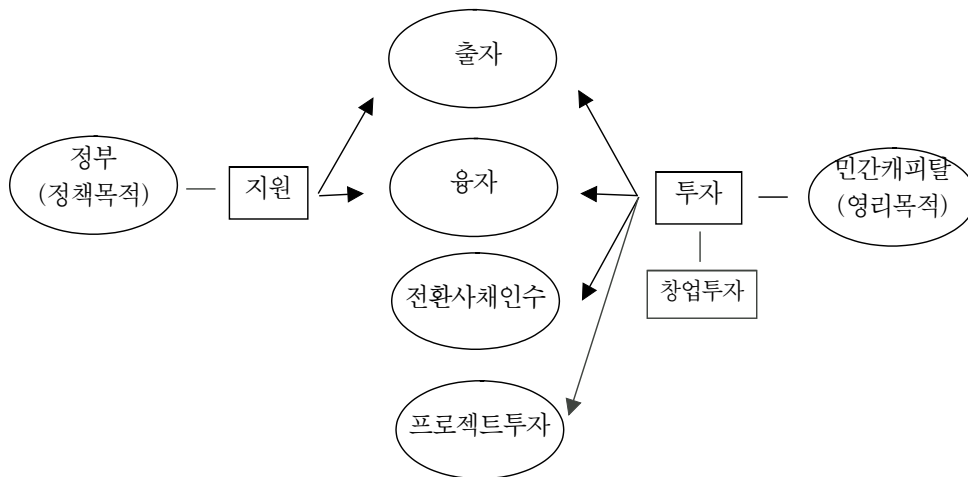 출자
정부
(정책목적)
지원
융자
투자
민간캐피탈
(영리목적)
전환사채인수
창업투자
프로젝트투자